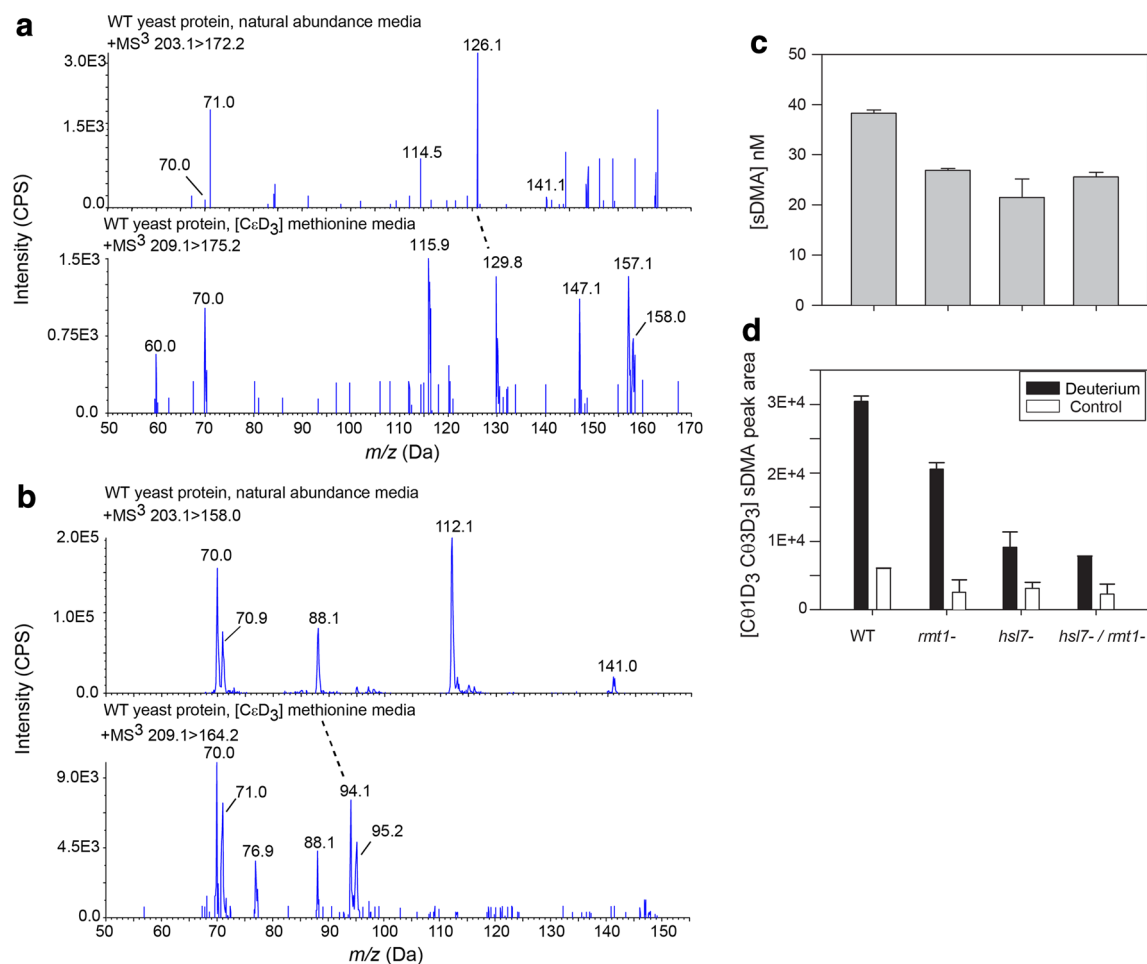 a
WT yeast protein, natural abundance media
+MS3 203.1>172.2
3.0E3
1.5E3
0.0
70.0
71.0
114.5
126.1
141.1
WT yeast protein, [CεD3] methionine media
+MS3 209.1>175.2
1.5E3
0.75E3
0.0
60.0
70.0
115.9
129.8
147.1
157.1
158.0
Intensity (CPS)
50 60 70 80 90 100 110 120 130 140 150 160 170
m/z (Da)
b
WT yeast protein, natural abundance media
+MS3 203.1>158.0
2.0E5
1.0E5
0.0
70.0
70.9
88.1
112.1
141.0
WT yeast protein, [CεD3] methionine media
+MS3 209.1>164.2
9.0E3
4.5E3
0.0
70.0
71.0
76.9
88.1
94.1
95.2
Intensity (CPS)
50 60 70 80 90 100 110 120 130 140 150
m/z (Da)
c
50
40
30
20
10
0
[sDMA] nM
d
Deuterium
Control
3E+4
2E+4
1E+4
0
[Cθ1D3 Cθ3D3] sDMA peak area
WT rmt1- hsl7- hsl7- / rmt1-